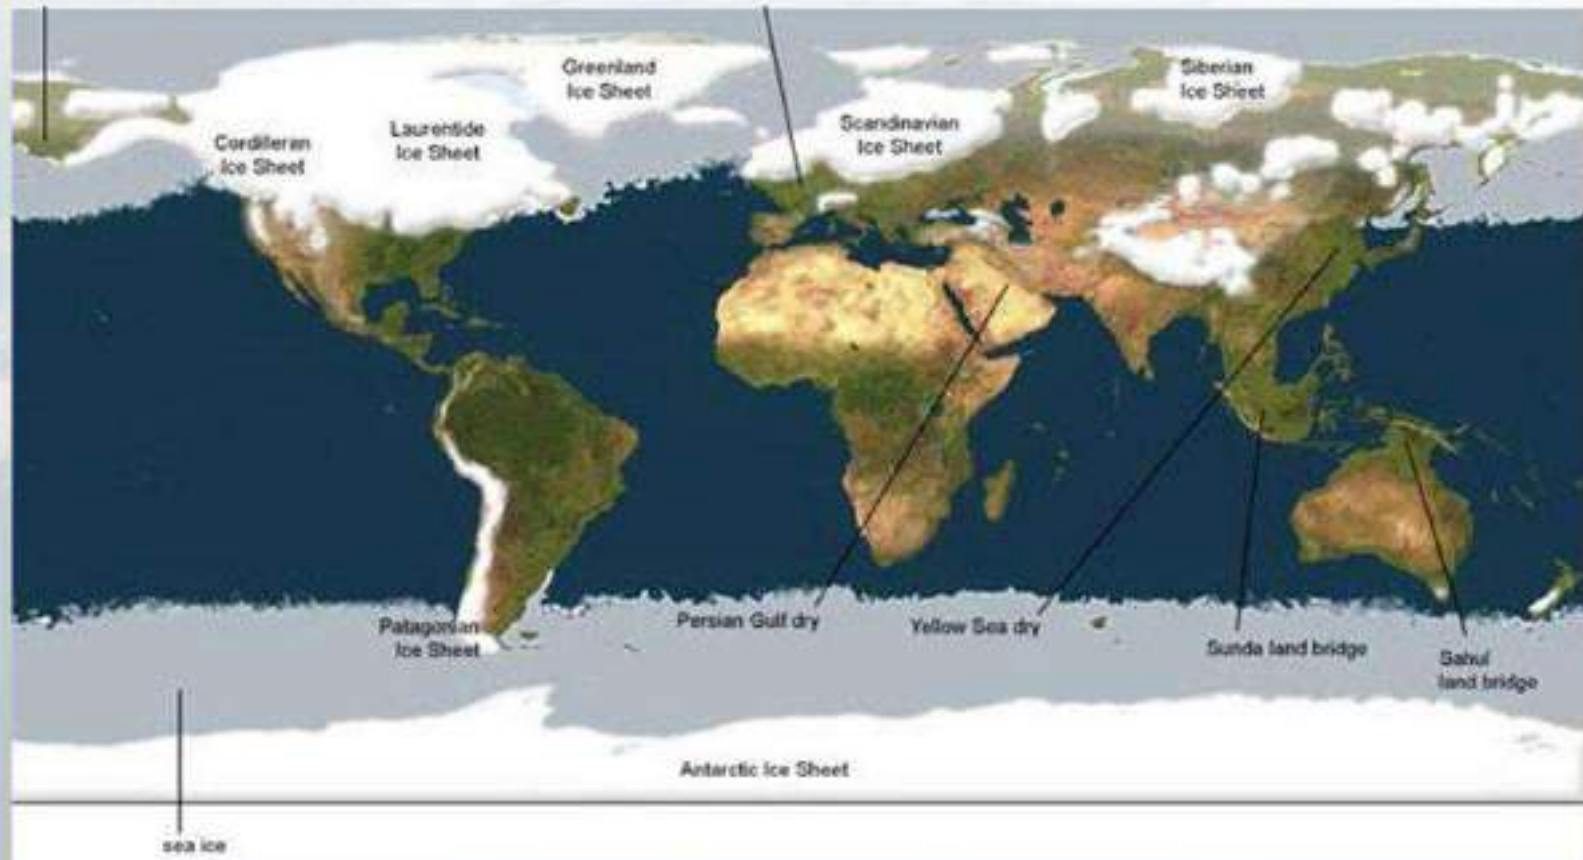 Greenland
Ice Sheet
Siberian
Ice Sheet
Cordilleran
Ice Sheet
Laurentide
Ice Sheet
Scandinavian
Ice Sheet
Patagonian
Ice Sheet
Persian Gulf dry
Yellow Sea dry
Sunda land bridge
Sahul
land bridge
Antarctic Ice Sheet
sea ice